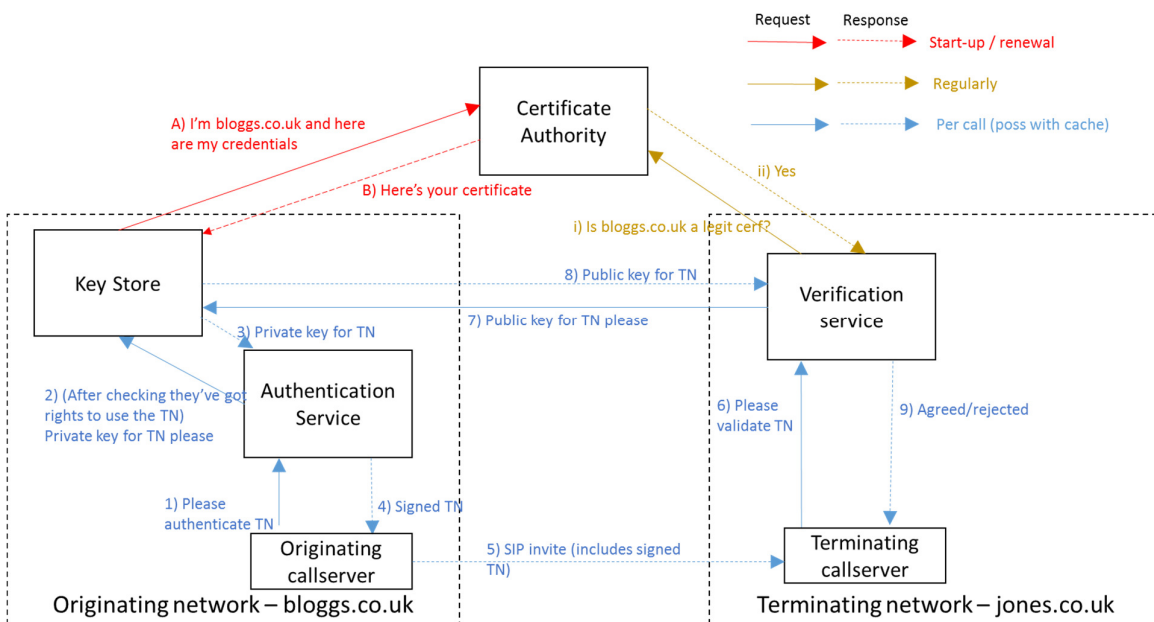 Request
Response
Start-up / renewal
Regularly
Per call (poss with cache)
Certificate
Authority
A) I’m bloggs.co.uk and here
are my credentials
B) Here’s your certificate
ii) Yes
i) Is bloggs.co.uk a legit cerf?
Key Store
8) Public key for TN
7) Public key for TN please
Verification
service
3) Private key for TN
2) (After checking they’ve got
rights to use the TN)
Private key for TN please
Authentication
Service
6) Please
validate TN
9) Agreed/rejected
1) Please
authenticate TN
4) Signed TN
Originating
callserver
5) SIP invite (includes signed
TN)
Terminating
callserver
Originating network – bloggs.co.uk
Terminating network – jones.co.uk